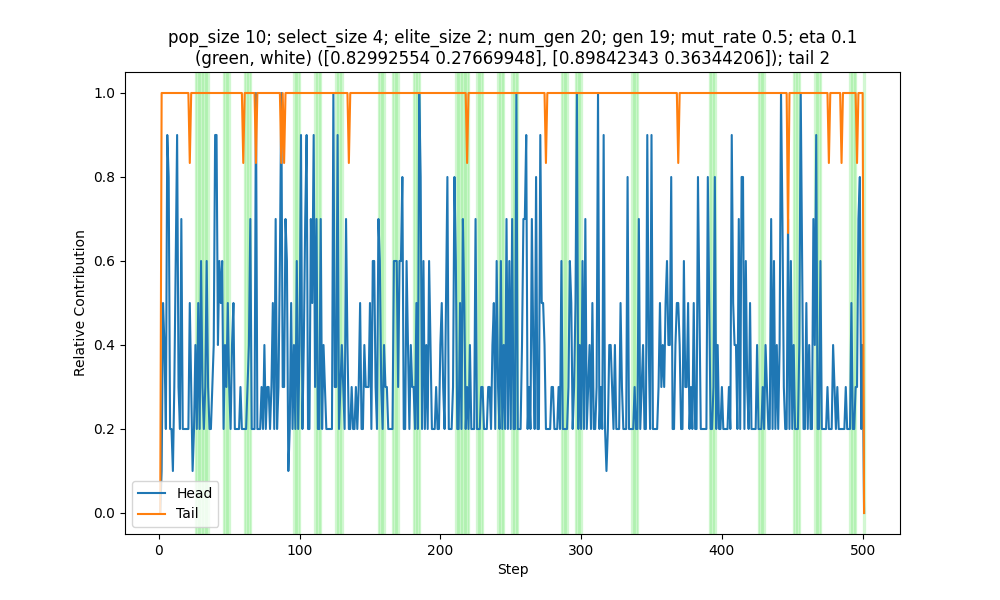 pop_size 10; select_size 4; elite_size 2; num_gen 20; gen 19; mut_rate 0.5; eta 0.1
(green, white) ([0.82992554 0.27669948], [0.89842343 0.36344206]); tail 2
1.0
0.8
0.6
0.4
0.2
0.0
Relative Contribution
Head
Tail
0
100
200
300
400
500
Step